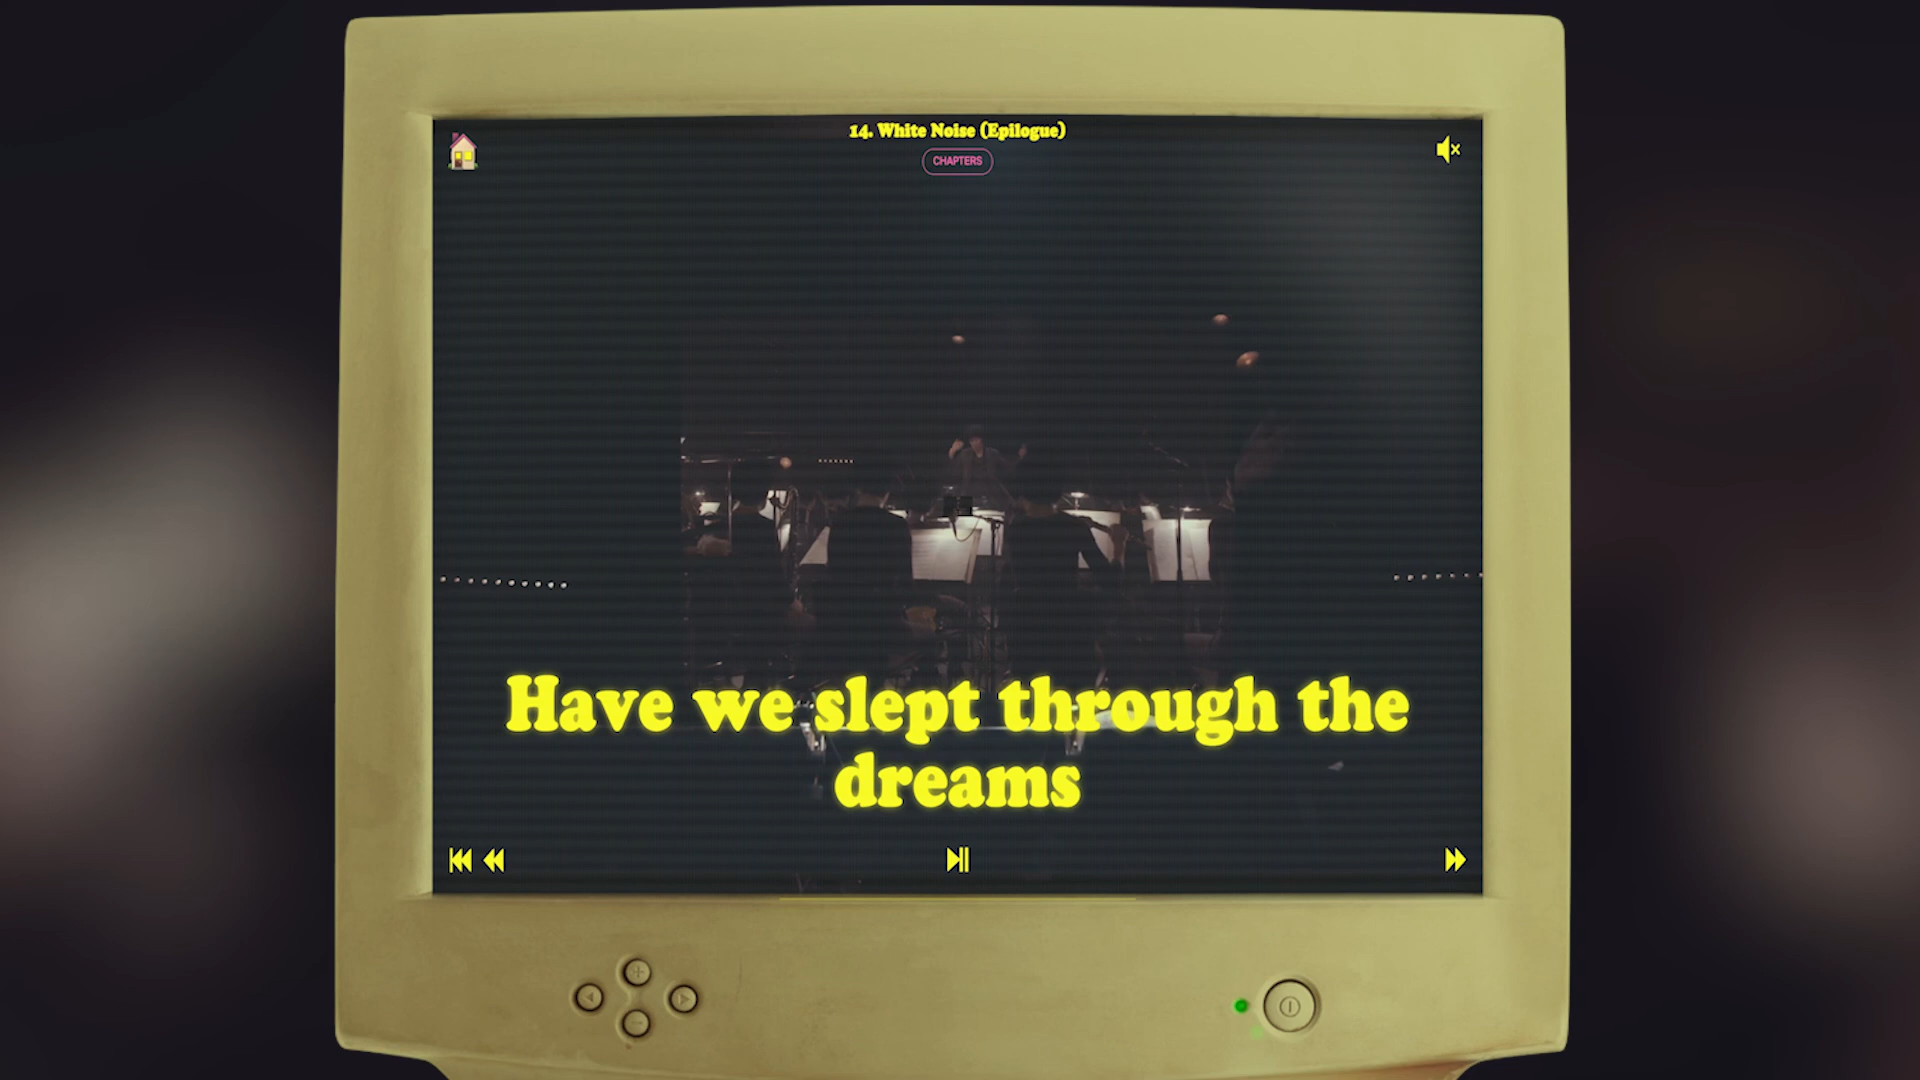 14. White Noise (Epilogue)
CHAPTERS
Have we slept through the
dreams